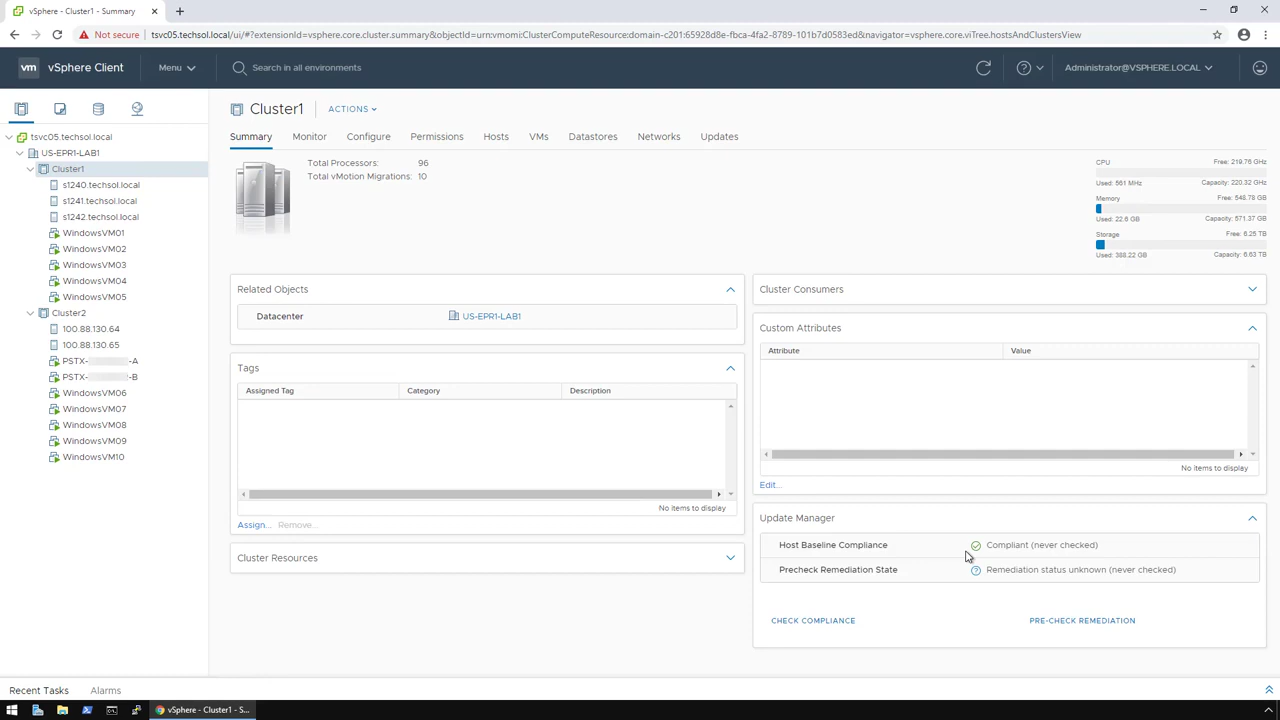 vSphere - Cluster1 - Summary
Not secure
tsvc05.techsol.local/ui/#?extensionId=vsphere.core.cluster.summary&objectId=urn:vmomi:ClusterComputeResource:domain-c201:65928d8e-fbca-4fa2-8789-101b7d0583ed&navigator=vsphere.core.viTree.hostsAndClustersView
vm vSphere Client
Menu
Search in all environments
Administrator@VSPHERE.LOCAL
tsvc05.techsol.local
US-EPR1-LAB1
Cluster1
s1240.techsol.local
s1241.techsol.local
s1242.techsol.local
WindowsVM01
WindowsVM02
WindowsVM03
WindowsVM04
WindowsVM05
Cluster2
100.88.130.64
100.88.130.65
PSTX- -A
PSTX- -B
WindowsVM06
WindowsVM07
WindowsVM08
WindowsVM09
WindowsVM10
Cluster1
ACTIONS
Summary Monitor Configure Permissions Hosts VMs Datastores Networks Updates
Total Processors: 96
Total vMotion Migrations: 10
CPU Free: 219.76 GHz
Used: 561 MHz Capacity: 220.32 GHz
Memory Free: 548.78 GB
Used: 22.6 GB Capacity: 571.37 GB
Storage Free: 6.25 TB
Used: 388.22 GB Capacity: 6.63 TB
Related Objects
Datacenter US-EPR1-LAB1
Tags
Assigned Tag Category Description
No items to display
Assign... Remove...
Cluster Resources
Cluster Consumers
Custom Attributes
Attribute Value
No items to display
Edit...
Update Manager
Host Baseline Compliance Compliant (never checked)
Precheck Remediation State Remediation status unknown (never checked)
CHECK COMPLIANCE PRE-CHECK REMEDIATION
Recent Tasks Alarms
vSphere - Cluster1 - S...